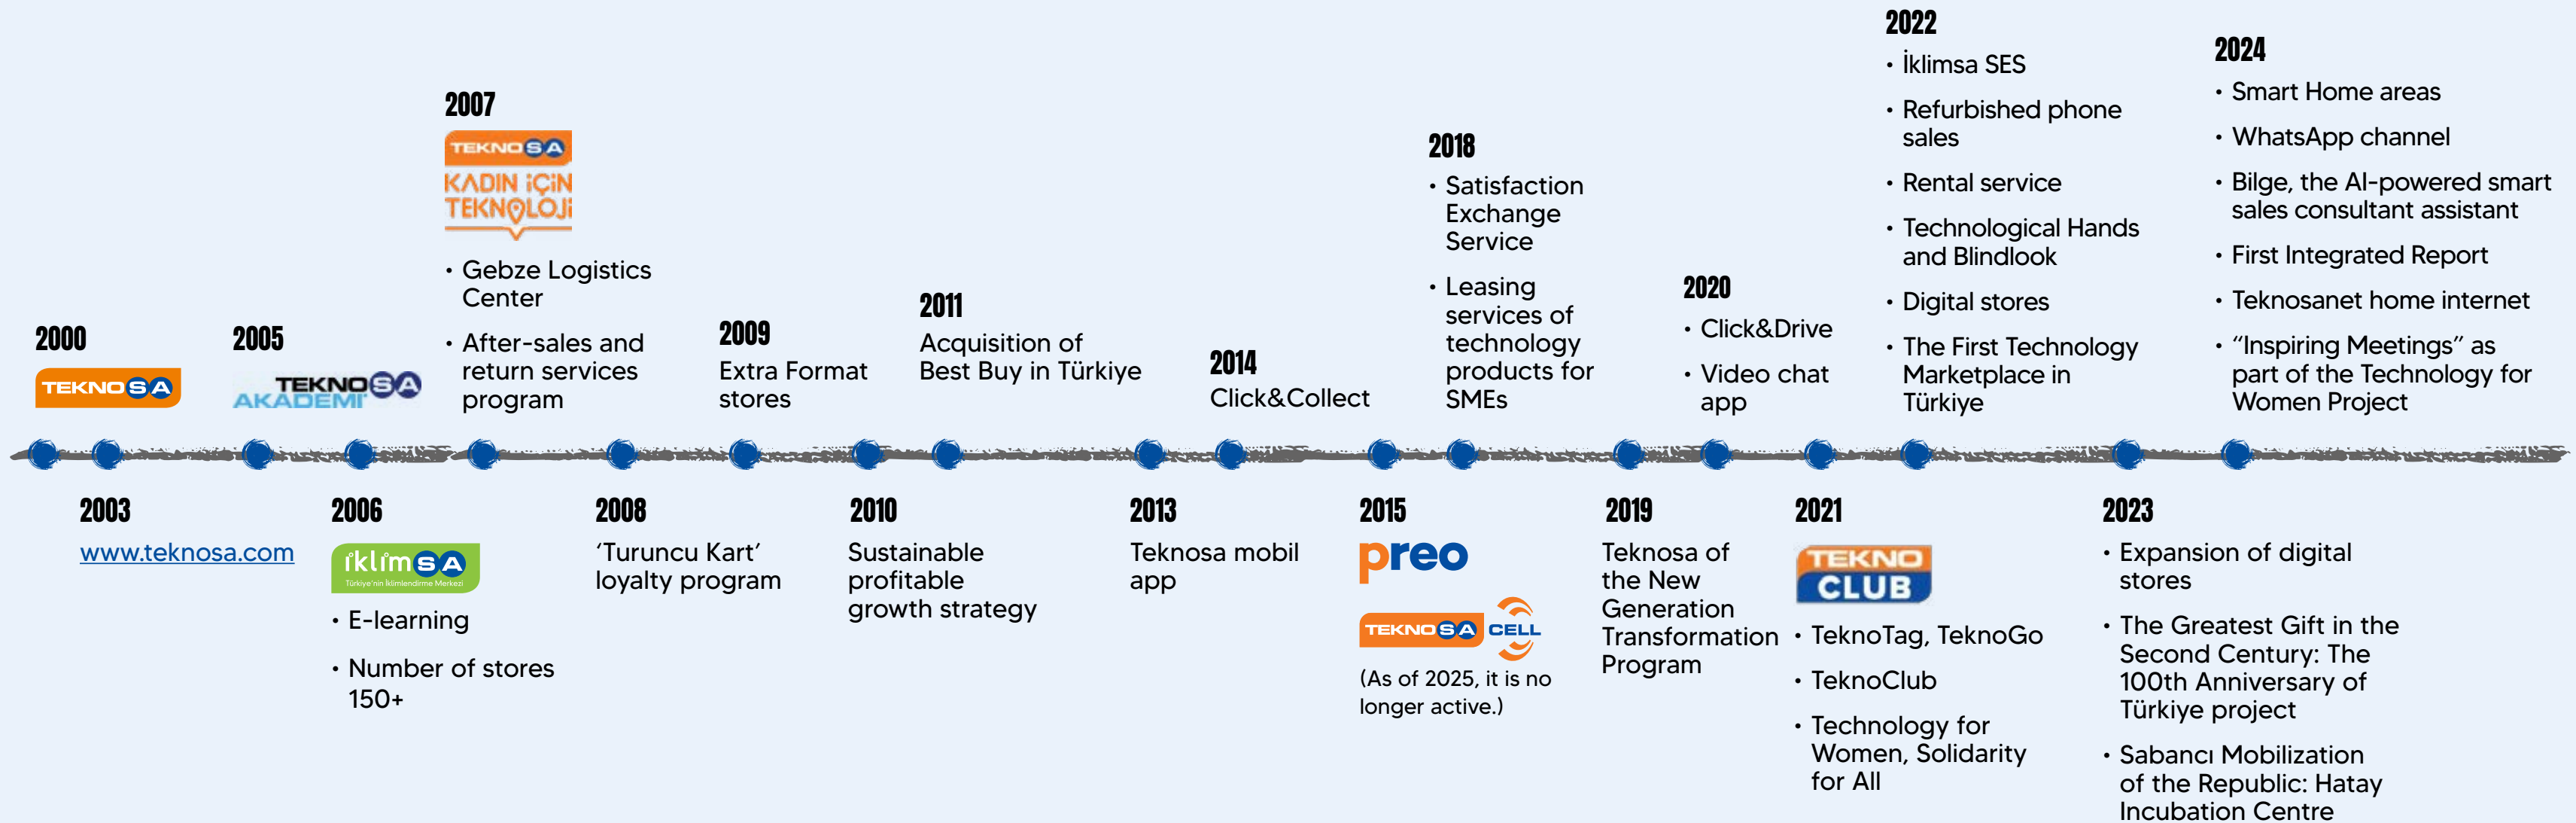 2000
TEKNOSA
2003
www.teknosa.com
2005
TEKNOSA
AKADEMİ
2006
iklimSA
Türkiye'nin İklimlendirme Merkezi
• E-learning
• Number of stores
150+
2007
TEKNOSA
KADIN iÇiN
TEKNOLOJi
• Gebze Logistics
Center
• After-sales and
return services
program
2008
‘Turuncu Kart’
loyalty program
2009
Extra Format
stores
2010
Sustainable
profitable
growth strategy
2011
Acquisition of
Best Buy in Türkiye
2013
Teknosa mobil
app
2014
Click&Collect
2015
preo
TEKNOSA CELL
(As of 2025, it is no
longer active.)
2018
• Satisfaction
Exchange
Service
• Leasing
services of
technology
products for
SMEs
2019
Teknosa of
the New
Generation
Transformation
Program
2020
• Click&Drive
• Video chat
app
2021
TEKNO
CLUB
• TeknoTag, TeknoGo
• TeknoClub
• Technology for
Women, Solidarity
for All
2022
• İklimsa SES
• Refurbished phone
sales
• Rental service
• Technological Hands
and Blindlook
• Digital stores
• The First Technology
Marketplace in
Türkiye
2023
• Expansion of digital
stores
• The Greatest Gift in the
Second Century: The
100th Anniversary of
Türkiye project
• Sabancı Mobilization
of the Republic: Hatay
Incubation Centre
2024
• Smart Home areas
• WhatsApp channel
• Bilge, the AI-powered smart
sales consultant assistant
• First Integrated Report
• Teknosanet home internet
• “Inspiring Meetings” as
part of the Technology for
Women Project